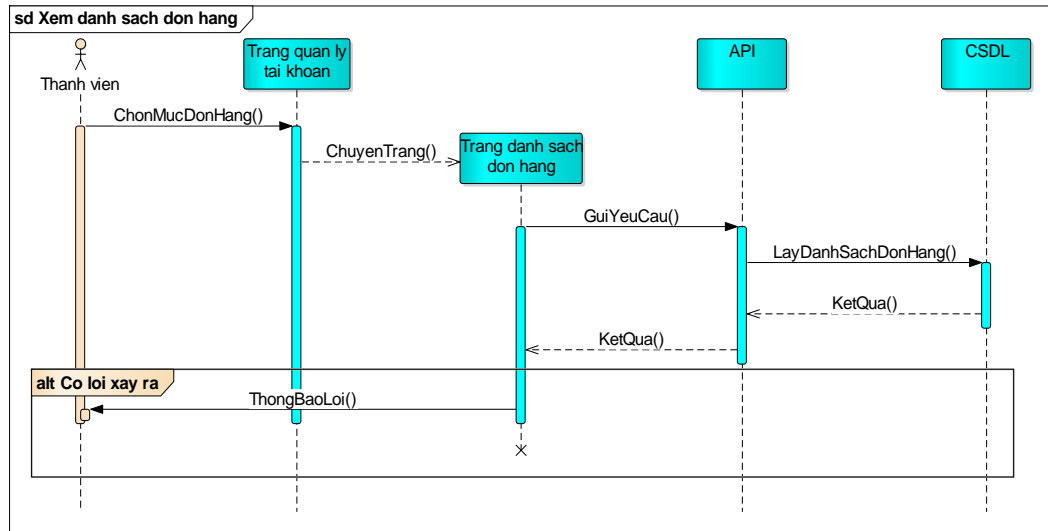 sd Xem danh sach don hang
Thanh vien
Trang quan ly
tai khoan
API
CSDL
ChonMucDonHang()
ChuyenTrang()
Trang danh sach
don hang
GuiYeuCau()
LayDanhSachDonHang()
KetQua()
KetQua()
alt Co loi xay ra
ThongBaoLoi()